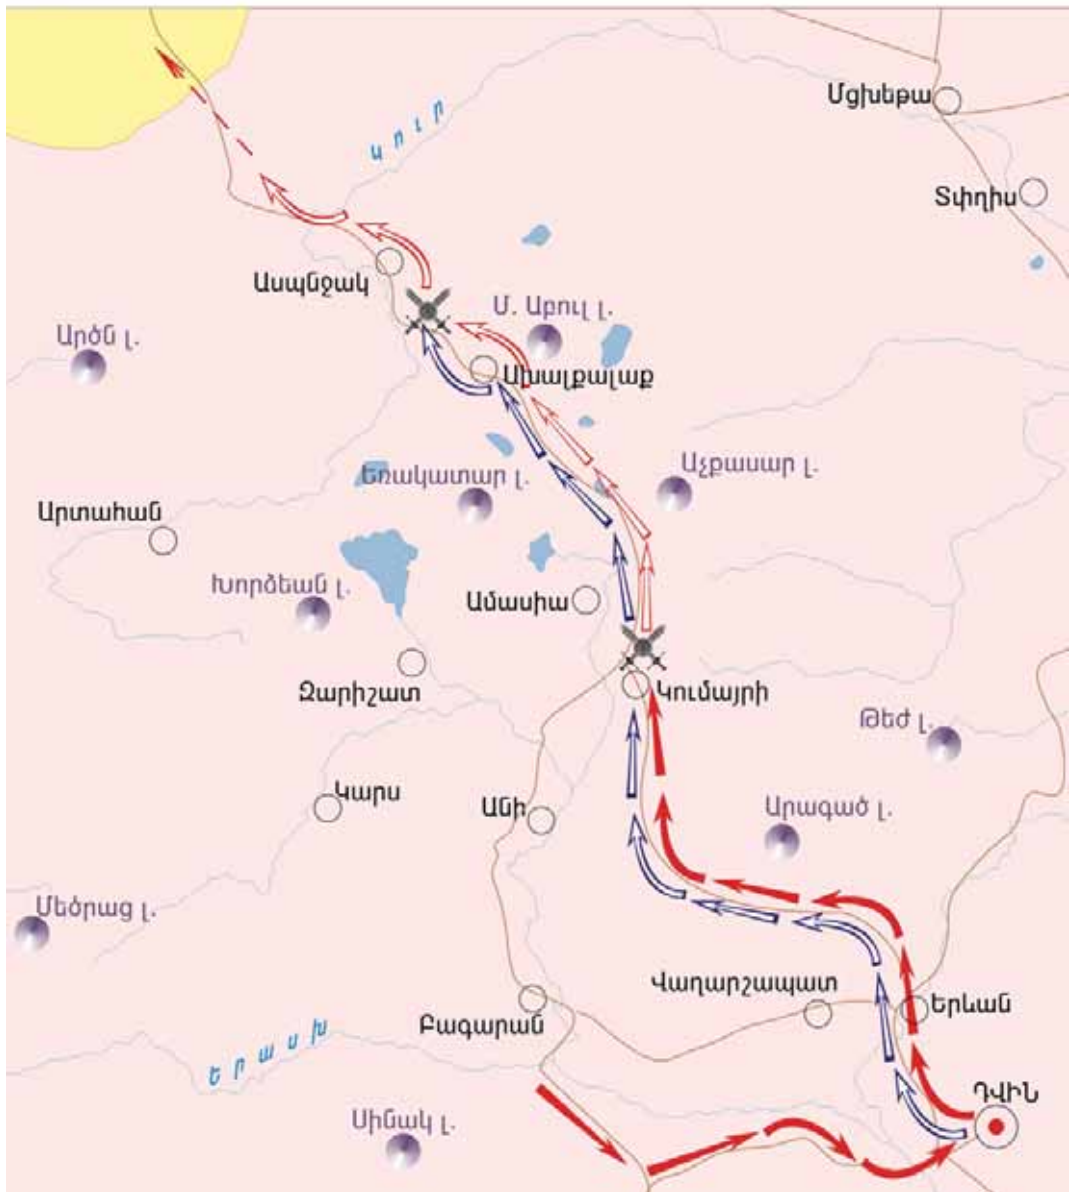 Մցխեթա
Կուր
Տփղիս
Ասպնջակ
Մ. Աբուլ լ.
Արծն լ.
Ախալքալաք
Եռակատար լ.
Աչքասար լ.
Արտահան
Խորձեան լ.
Ամասիա
Զարիշատ
Կումայրի
Թեժ լ.
Կարս
Անի
Արագած լ.
Մեծրաց լ.
Վաղարշապատ
Երևան
Բագարան
Երասխ
ԴՎԻՆ
Սինակ լ.